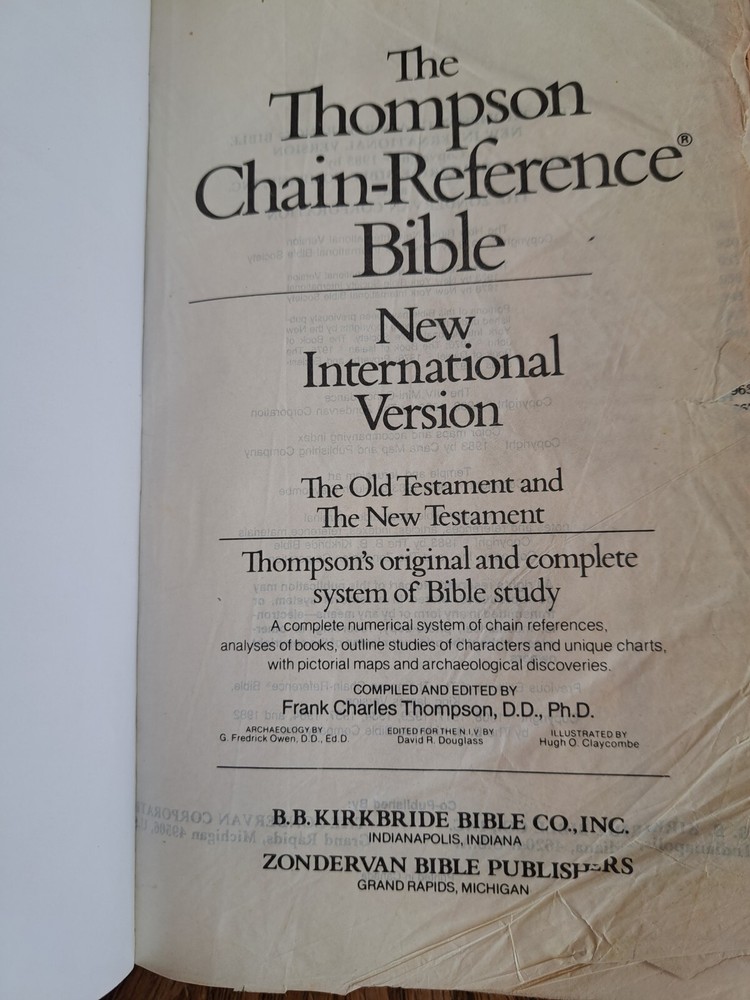 The
Thompson
Chain-Reference®
Bible
New
International
Version
The Old Testament and
The New Testament
Thompson's original and complete
system of Bible study
A complete numerical system of chain references,
analyses of books, outline studies of characters and unique charts,
with pictorial maps and archaeological discoveries.
COMPILED AND EDITED BY
Frank Charles Thompson, D.D., Ph.D.
ARCHAEOLOGY BY
G. Fredrick Owen, D.D., Ed.D.
EDITED FOR THE N.I.V. BY
David R. Douglass
ILLUSTRATED BY
Hugh O. Claycombe
B.B. KIRKBRIDE BIBLE CO., INC.
INDIANAPOLIS, INDIANA
ZONDERVAN BIBLE PUBLISHERS
GRAND RAPIDS, MICHIGAN